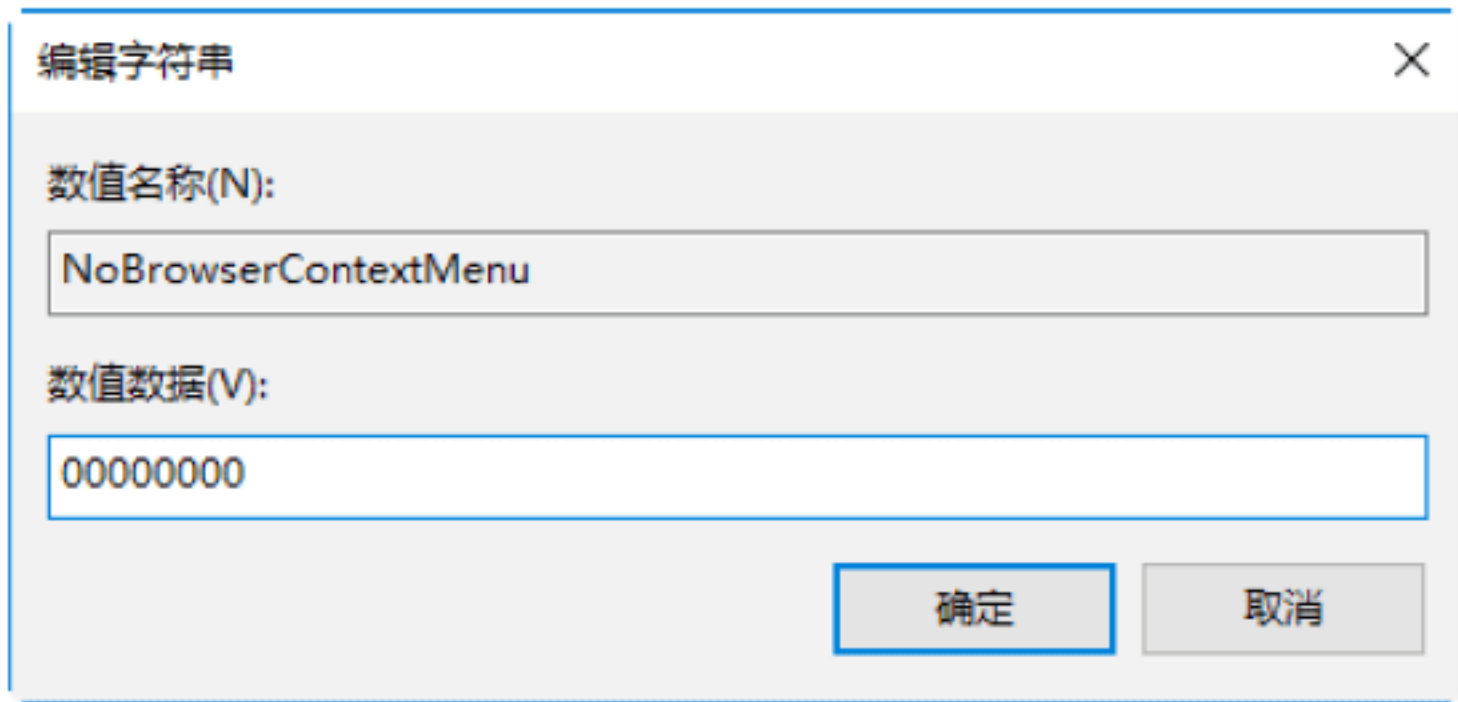 编辑字符串
数值名称(N):
NoBrowserContextMenu
数值数据(V):
00000000
确定 取消